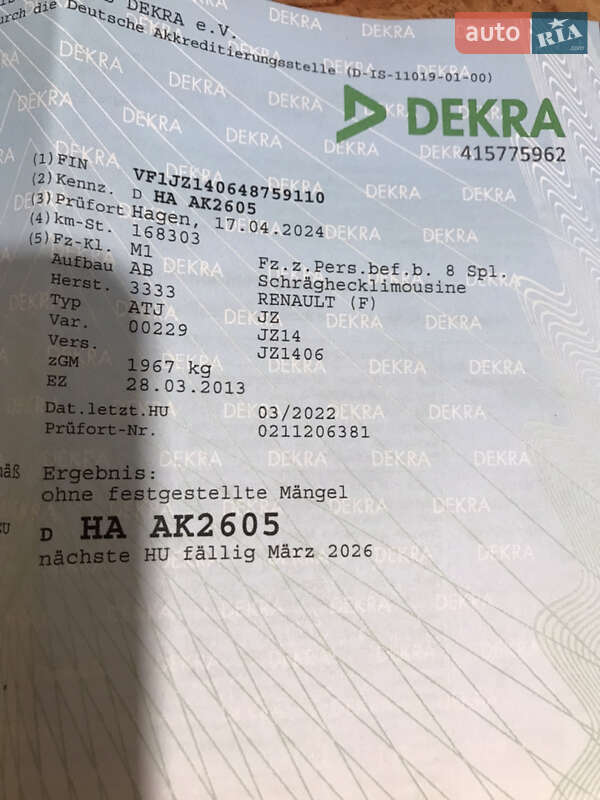 DEKRA e.V.
die Deutsche Akkreditierungsstelle (D-IS-11019-01-00)
auto RIA .com
DEKRA
415775962
(1) FIN VF1JZ140648759110
(2) Kennz. D HA AK2605
(3) Prüfort Hagen, 17.04.2024
(4) km-St. 168303
(5) Fz-Kl. M1 Fz.z.Pers.bef.b. 8 Spl.
Aufbau AB Schräghecklimousine
Herst. 3333 RENAULT (F)
Typ ATJ JZ
Var. 00229 JZ14
Vers. JZ1406
zGM 1967 kg
EZ 28.03.2013
Dat.letzt.HU 03/2022
Prüfort-Nr. 0211206381
Ergebnis:
ohne festgestellte Mängel
D HA AK2605
nächste HU fällig März 2026